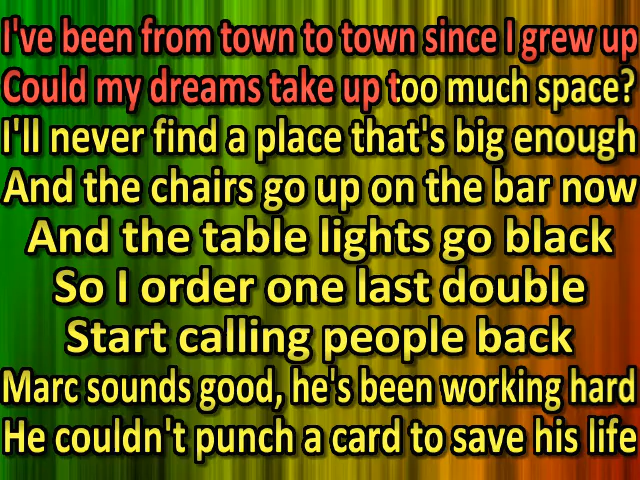 I've been from town to town since I grew up
Could my dreams take up too much space?
I'll never find a place that's big enough
And the chairs go up on the bar now
And the table lights go black
So I order one last double
Start calling people back
Marc sounds good, he's been working hard
He couldn't punch a card to save his life